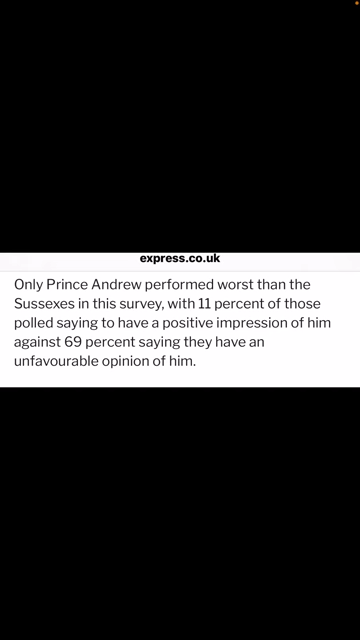 express.co.uk
Only Prince Andrew performed worst than the
Sussexes in this survey, with 11 percent of those
polled saying to have a positive impression of him
against 69 percent saying they have an
unfavourable opinion of him.